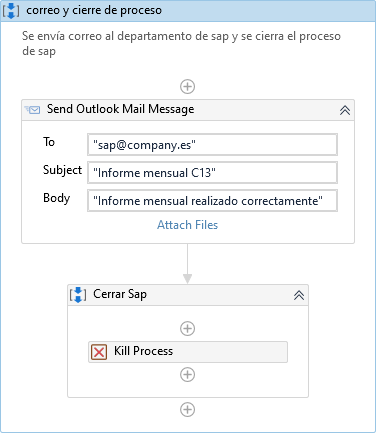 correo y cierre de proceso
Se envía correo al departamento de sap y se cierra el proceso
de sap
Send Outlook Mail Message
To
"sap@company.es"
Subject
"Informe mensual C13"
Body
"Informe mensual realizado correctamente"
Attach Files
Cerrar Sap
Kill Process